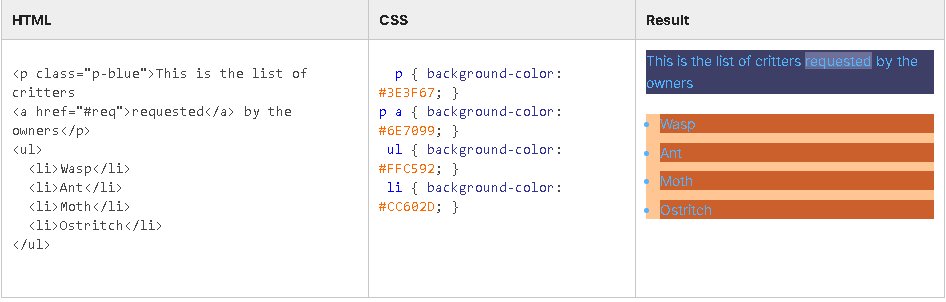 HTML
CSS
Result
<p class="p-blue">This is the list of
critters
<a href="#req">requested</a> by the
owners</p>
<ul>
<li>Wasp</li>
<li>Ant</li>
<li>Moth</li>
<li>Ostritch</li>
</ul>
p { background-color:
#3E3F67; }
p a { background-color:
#6E7099; }
ul { background-color:
#FFC592; }
li { background-color:
#CC602D; }
This is the list of critters requested by the
owners
Wasp
Ant
Moth
Ostritch